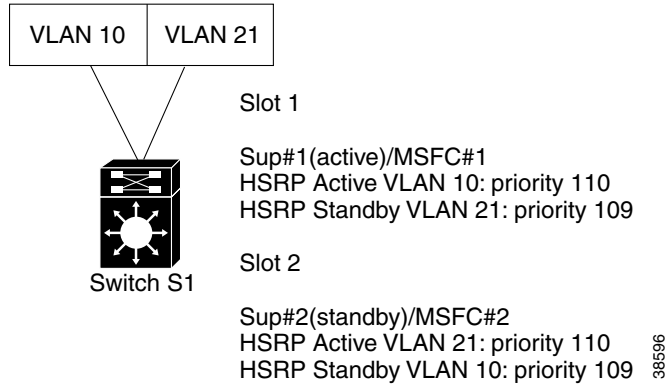 VLAN 10 VLAN 21
Slot 1
Sup#1(active)/MSFC#1
HSRP Active VLAN 10: priority 110
HSRP Standby VLAN 21: priority 109
Switch S1
Slot 2
Sup#2(standby)/MSFC#2
HSRP Active VLAN 21: priority 110
HSRP Standby VLAN 10: priority 109
38596